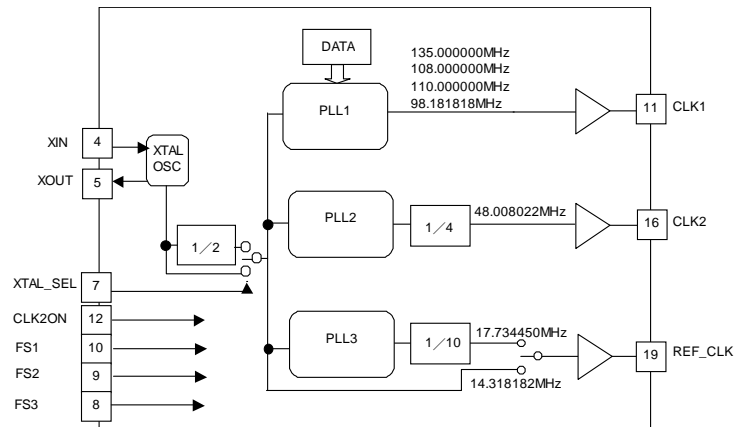 DATA
135.000000MHz
108.000000MHz
110.000000MHz
98.181818MHz
PLL1
11 CLK1
XIN 4
XTAL
OSC
XOUT 5
PLL2
1/4
48.008022MHz
16 CLK2
1/2
XTAL_SEL 7
CLK2ON 12
FS1 10
FS2 9
FS3 8
PLL3
1/10
17.734450MHz
14.318182MHz
19 REF_CLK